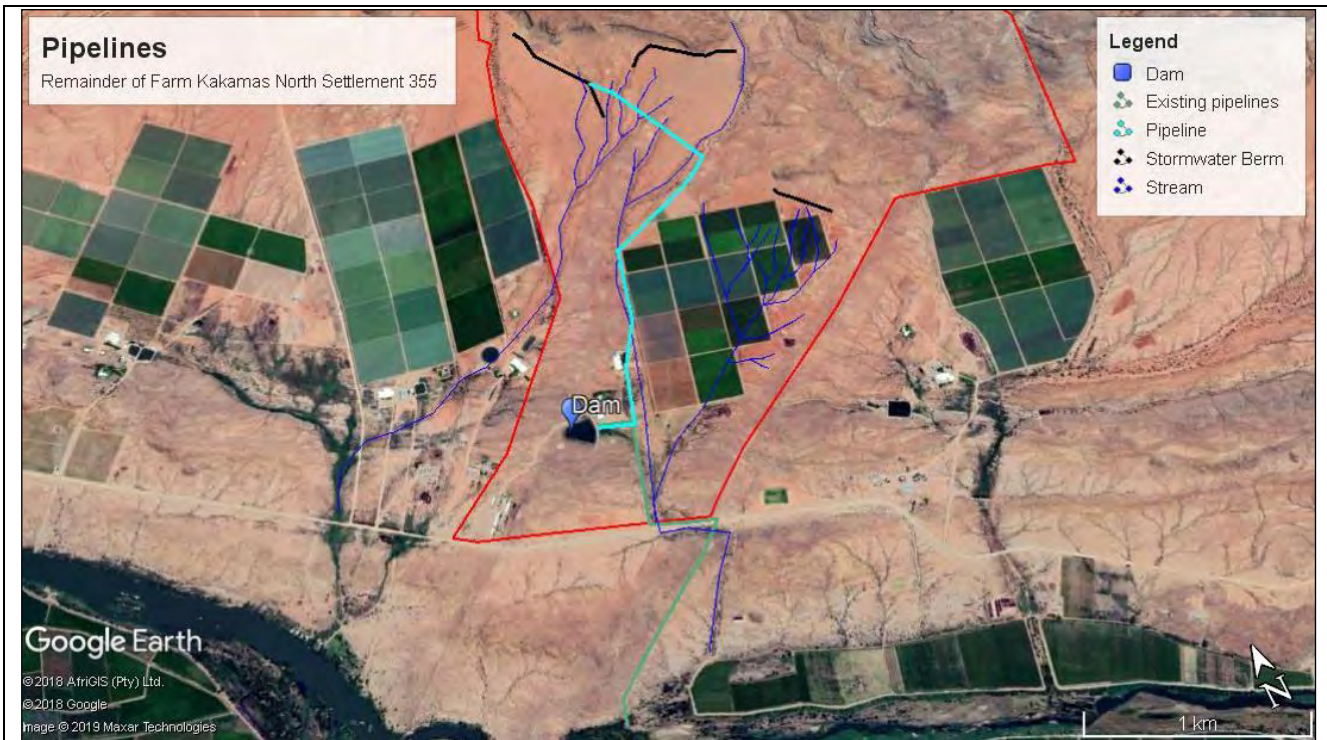 Pipelines
Remainder of Farm Kakamas North Settlement 355
Legend
Dam
Existing pipelines
Pipeline
Stormwater Berm
Stream
Dam
Google Earth
©2018 AfriGIS (Pty) Ltd.
©2018 Google
Image © 2019 Maxar Technologies
N
1 km